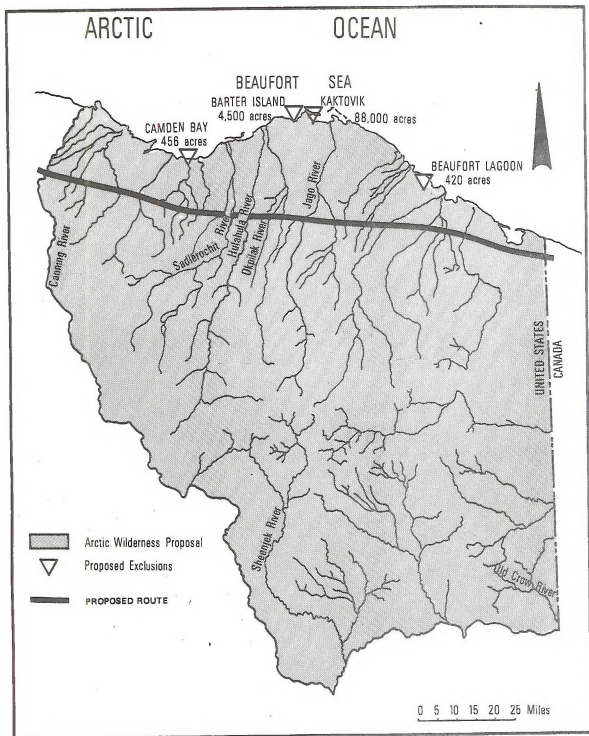 ARCTIC OCEAN
BEAUFORT SEA
BARTER ISLAND
4,500 acres
KAKTOVIK
88,000 acres
CAMDEN BAY
456 acres
BEAUFORT LAGOON
420 acres
Canning River
Sadlerochit River
Hulahula River
Okpilak River
Jago River
UNITED STATES
CANADA
Sheenjek River
Old Crow River
Arctic Wilderness Proposal
Proposed Exclusions
PROPOSED ROUTE
0 5 10 15 20 25 Miles